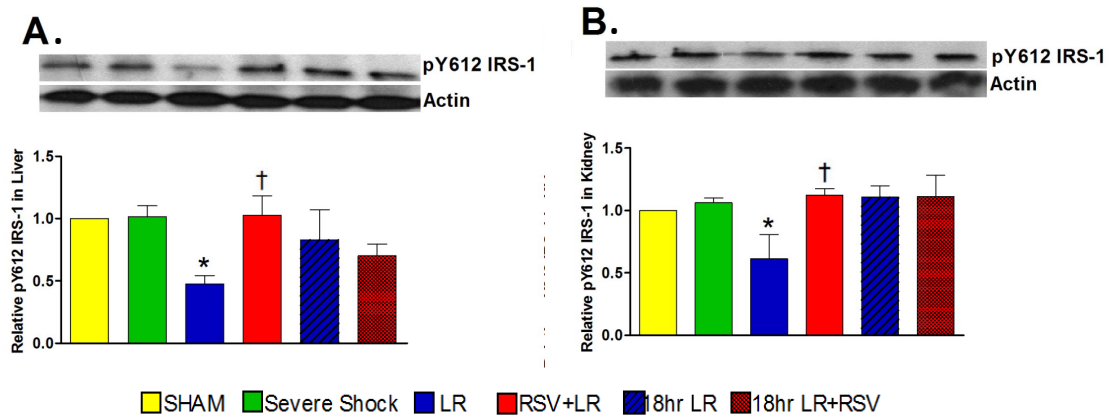 A.
pY612 IRS-1
Actin
Relative pY612 IRS-1 in Liver
1.5
1.0
0.5
0.0
*
†
B.
pY612 IRS-1
Actin
Relative pY612 IRS-1 in Kidney
1.5
1.0
0.5
0.0
*
†
SHAM Severe Shock LR RSV+LR 18hr LR 18hr LR+RSV